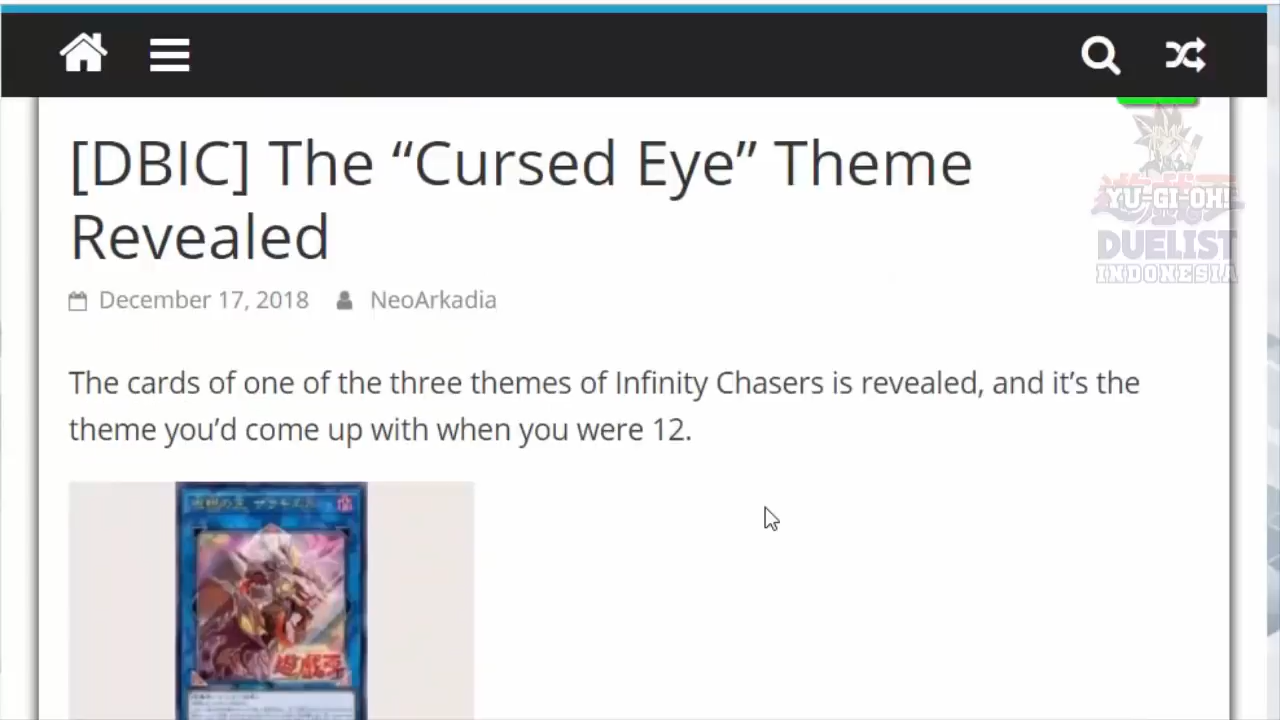 [DBIC] The “Cursed Eye” Theme
Revealed
December 17, 2018 NeoArkadia
YU-GI-OH!
DUELIST
INDONESIA
The cards of one of the three themes of Infinity Chasers is revealed, and it’s the
theme you’d come up with when you were 12.